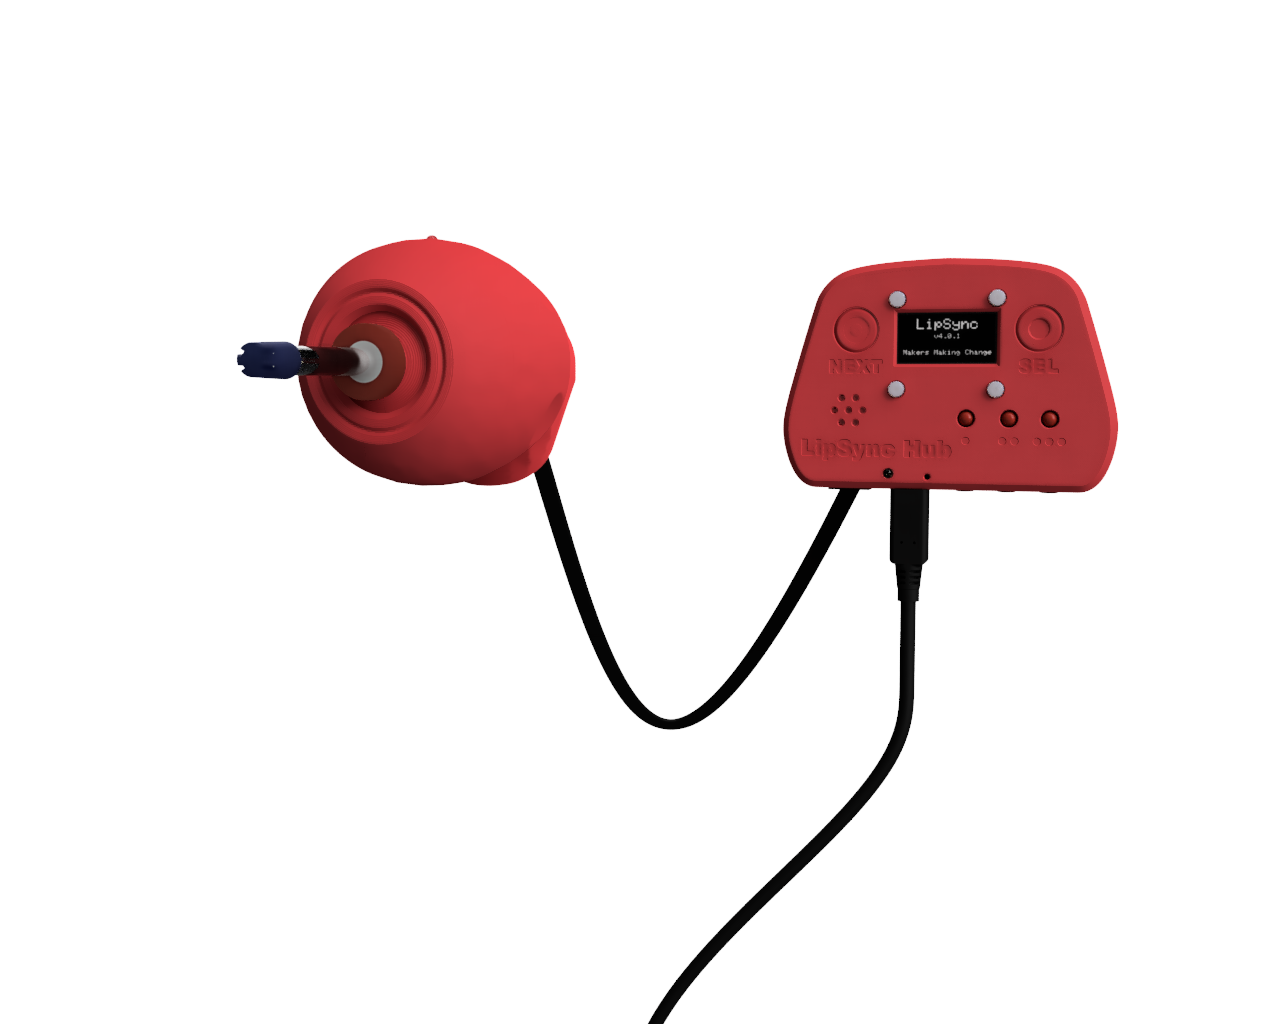 LipSync
v4.0.1
Makers Making Change
NEXT
SEL
LipSync Hub